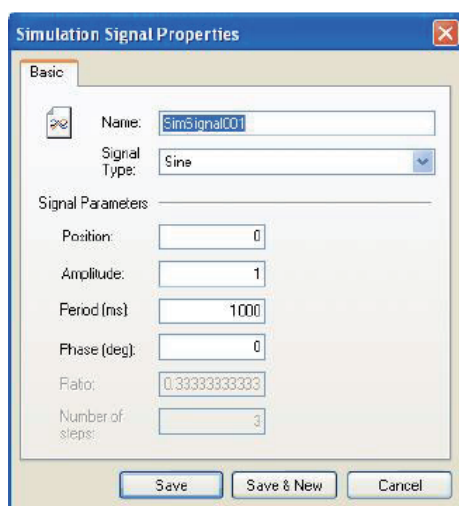 Simulation Signal Properties
Basic
Name: SimSignal001
Signal
Type: Sine
Signal Parameters
Position: 0
Amplitude: 1
Period (ms) 1000
Phase (deg): 0
Ratio: 0.33333333333
Number of
steps: 3
Save Save & New Cancel